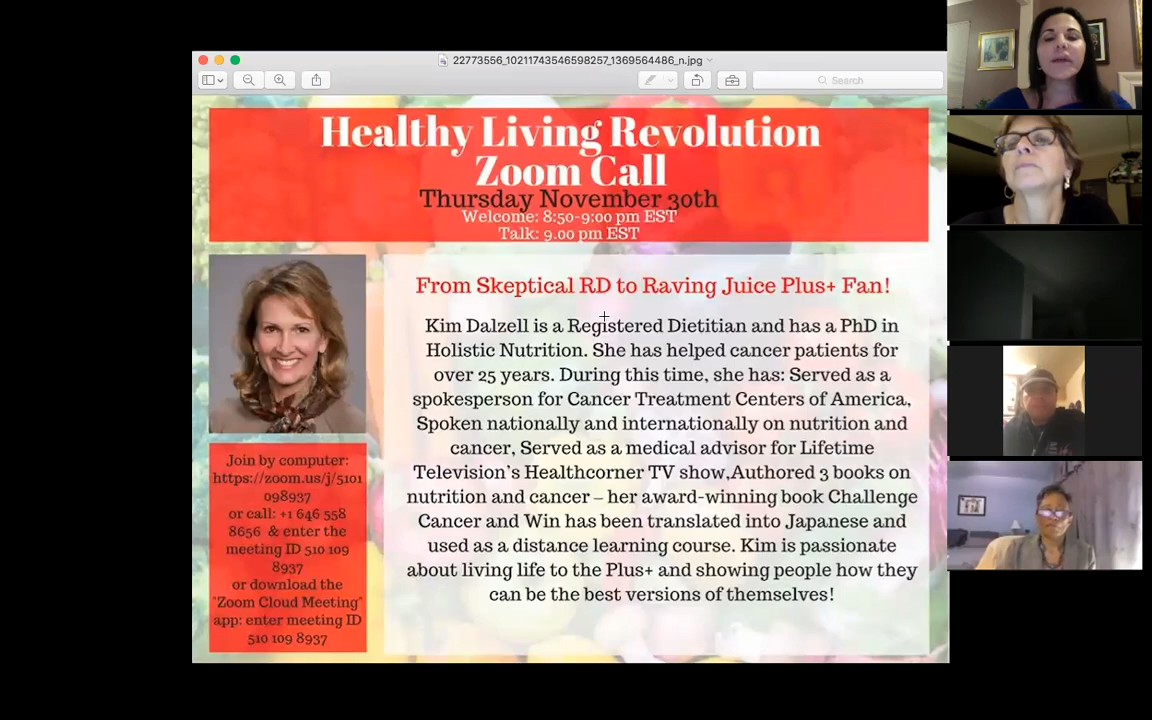 22773556_10211743546598257_1369564486_n.jpg
Search
Healthy Living Revolution
Zoom Call
Thursday November 30th
Welcome: 8:50-9:00 pm EST
Talk: 9.00 pm EST
From Skeptical RD to Raving Juice Plus+ Fan!
Kim Dalzell is a Registered Dietitian and has a PhD in
Holistic Nutrition. She has helped cancer patients for
over 25 years. During this time, she has: Served as a
spokesperson for Cancer Treatment Centers of America,
Spoken nationally and internationally on nutrition and
cancer, Served as a medical advisor for Lifetime
Television's Healthcorner TV show,Authored 3 books on
nutrition and cancer – her award-winning book Challenge
Cancer and Win has been translated into Japanese and
used as a distance learning course. Kim is passionate
about living life to the Plus+ and showing people how they
can be the best versions of themselves!
Join by computer:
https://zoom.us/j/5101
098937
or call: +1 646 558
8656 & enter the
meeting ID 510 109
8937
or download the
"Zoom Cloud Meeting"
app: enter meeting ID
510 109 8937